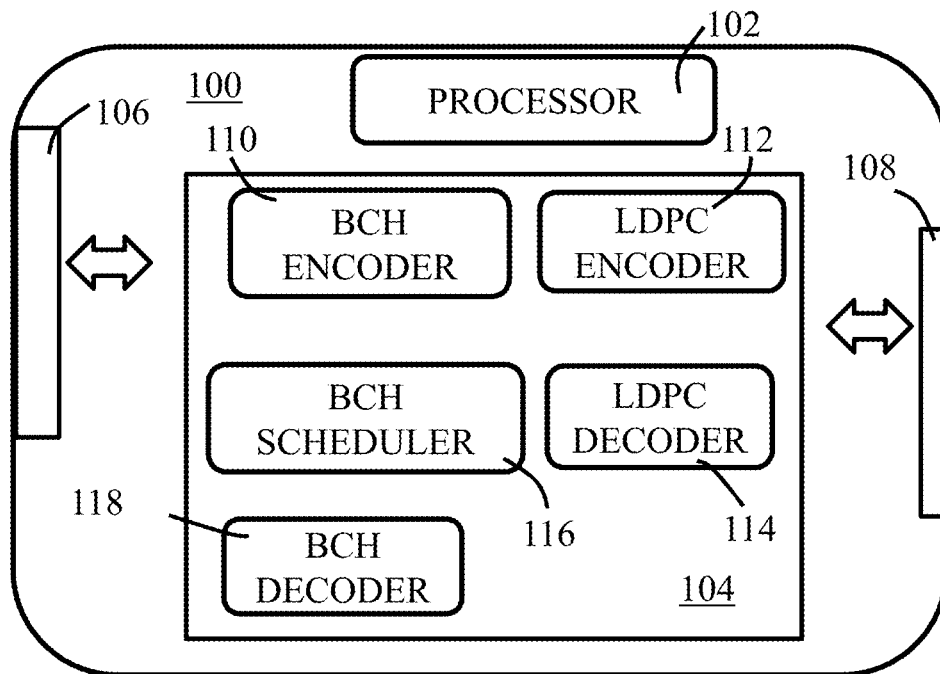 102
100
PROCESSOR
106
110
112
108
BCH
ENCODER
LDPC
ENCODER
BCH
SCHEDULER
LDPC
DECODER
118
116
114
BCH
DECODER
104